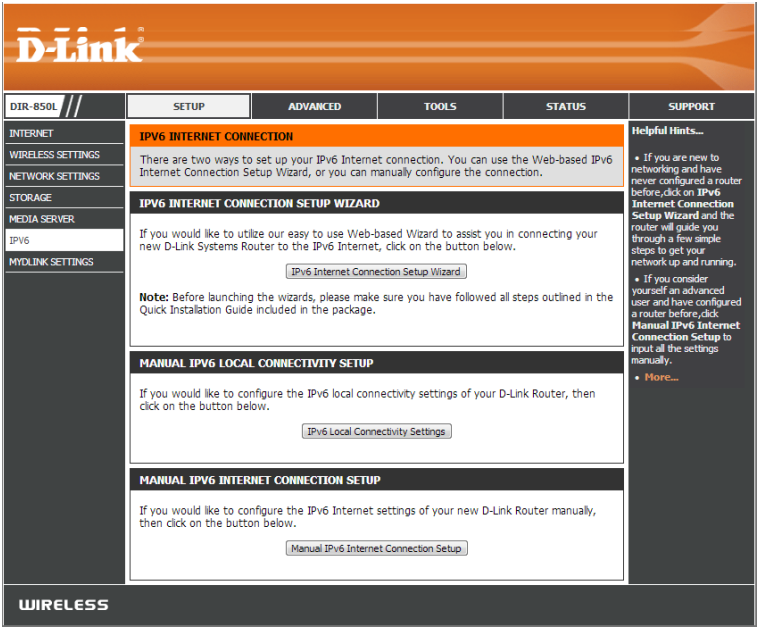 D-Link
DIR-850L // SETUP ADVANCED TOOLS STATUS SUPPORT
INTERNET
WIRELESS SETTINGS
NETWORK SETTINGS
STORAGE
MEDIA SERVER
IPV6
MYDLINK SETTINGS
IPV6 INTERNET CONNECTION
There are two ways to set up your IPv6 Internet connection. You can use the Web-based IPv6
Internet Connection Setup Wizard, or you can manually configure the connection.
IPV6 INTERNET CONNECTION SETUP WIZARD
If you would like to utilize our easy to use Web-based Wizard to assist you in connecting your
new D-Link Systems Router to the IPv6 Internet, click on the button below.
IPv6 Internet Connection Setup Wizard
Note: Before launching the wizards, please make sure you have followed all steps outlined in the
Quick Installation Guide included in the package.
MANUAL IPV6 LOCAL CONNECTIVITY SETUP
If you would like to configure the IPv6 local connectivity settings of your D-Link Router, then
click on the button below.
IPv6 Local Connectivity Settings
MANUAL IPV6 INTERNET CONNECTION SETUP
If you would like to configure the IPv6 Internet settings of your new D-Link Router manually,
then click on the button below.
Manual IPv6 Internet Connection Setup
Helpful Hints...
• If you are new to
networking and have
never configured a router
before,click on IPv6
Internet Connection
Setup Wizard and the
router will guide you
through a few simple
steps to get your
network up and running.
• If you consider
yourself an advanced
user and have configured
a router before,click
Manual IPv6 Internet
Connection Setup to
input all the settings
manually.
• More...
WIRELESS